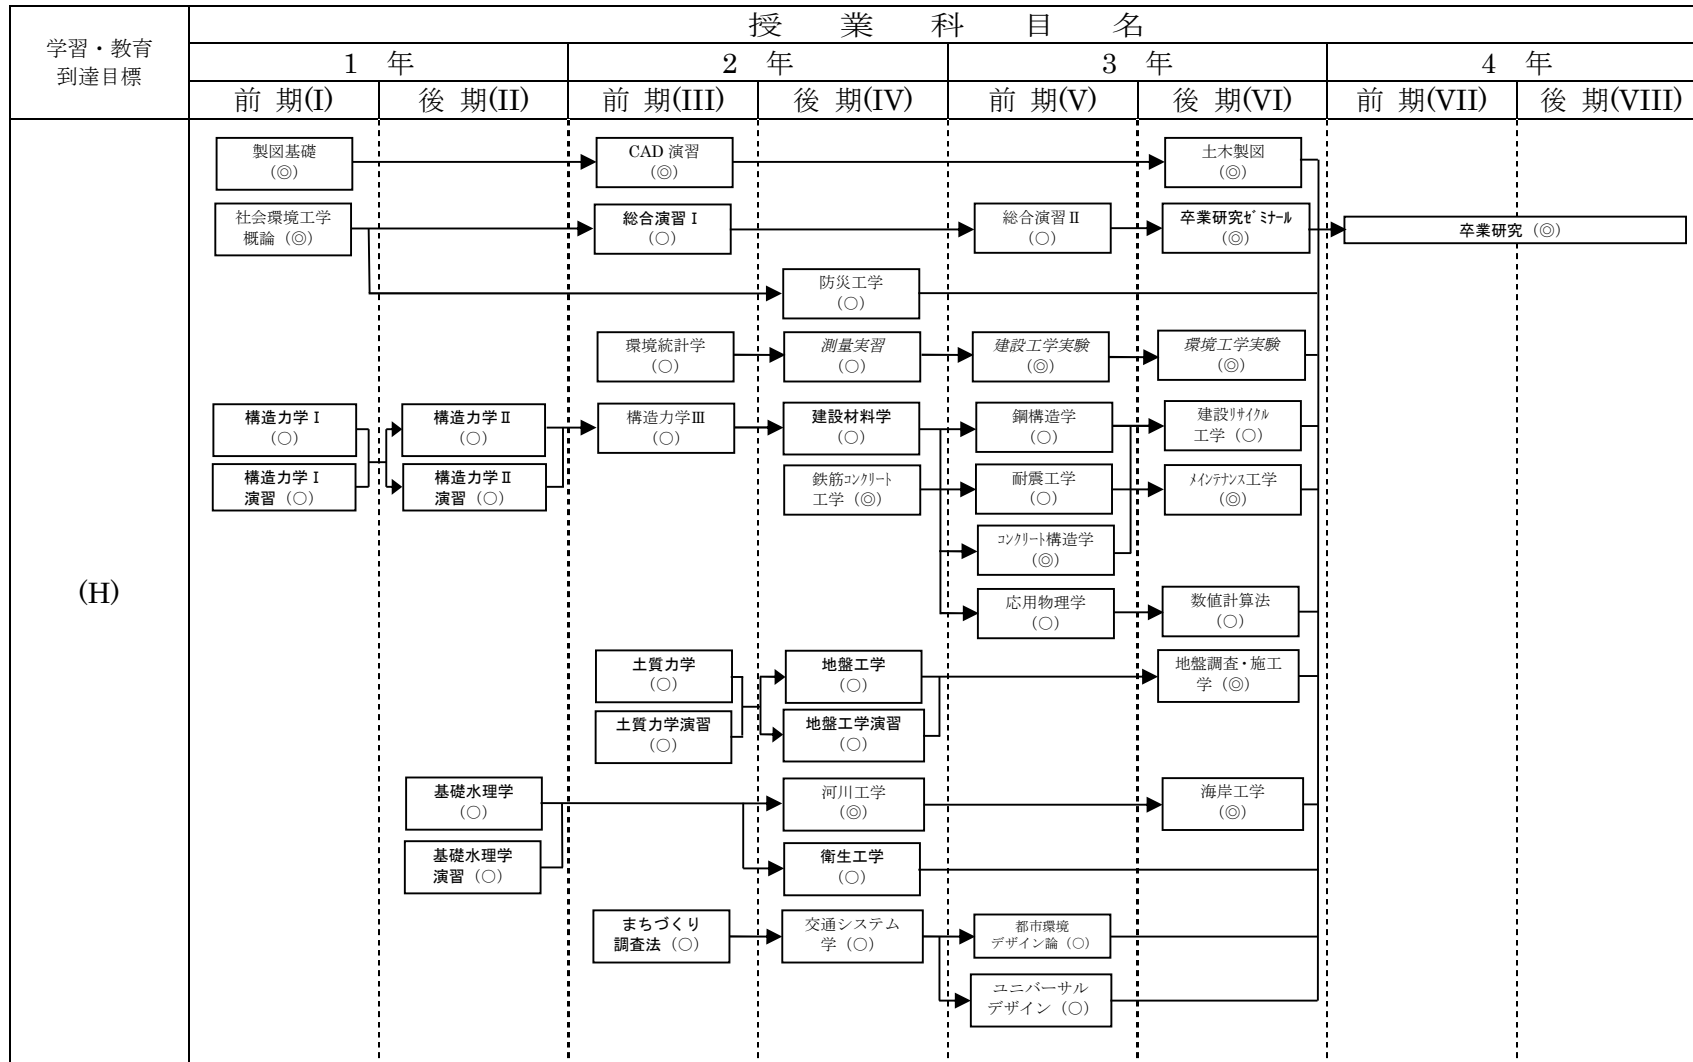 授 業 科 目 名
学習・教育
到達目標
1 年
2 年
3 年
4 年
前 期(I)
後 期(II)
前 期(III)
後 期(IV)
前 期(V)
後 期(VI)
前 期(VII)
後 期(VIII)
(H)
製図基礎
(◎)
CAD 演習
(◎)
土木製図
(◎)
社会環境工学
概論 (◎)
総合演習Ⅰ
(○)
総合演習Ⅱ
(○)
卒業研究ｾﾞﾐﾅｰﾙ
(◎)
卒業研究 (◎)
防災工学
(○)
環境統計学
(○)
測量実習
(○)
建設工学実験
(◎)
環境工学実験
(◎)
構造力学Ⅰ
(○)
構造力学Ⅱ
(○)
構造力学Ⅲ
(○)
建設材料学
(○)
鋼構造学
(○)
建設ﾘｻｲｸﾙ
工学 (○)
構造力学Ⅰ
演習 (○)
構造力学Ⅱ
演習 (○)
鉄筋ｺﾝｸﾘｰﾄ
工学 (◎)
耐震工学
(○)
ﾒｲﾝﾃﾅﾝｽ工学
(◎)
ｺﾝｸﾘｰﾄ構造学
(◎)
応用物理学
(○)
数値計算法
(○)
土質力学
(○)
地盤工学
(○)
地盤調査・施工
学 (◎)
土質力学演習
(○)
地盤工学演習
(○)
基礎水理学
(○)
河川工学
(◎)
海岸工学
(◎)
基礎水理学
演習 (○)
衛生工学
(○)
まちづくり
調査法 (○)
交通システム
学 (○)
都市環境
デザイン論 (○)
ユニバーサル
デザイン (○)